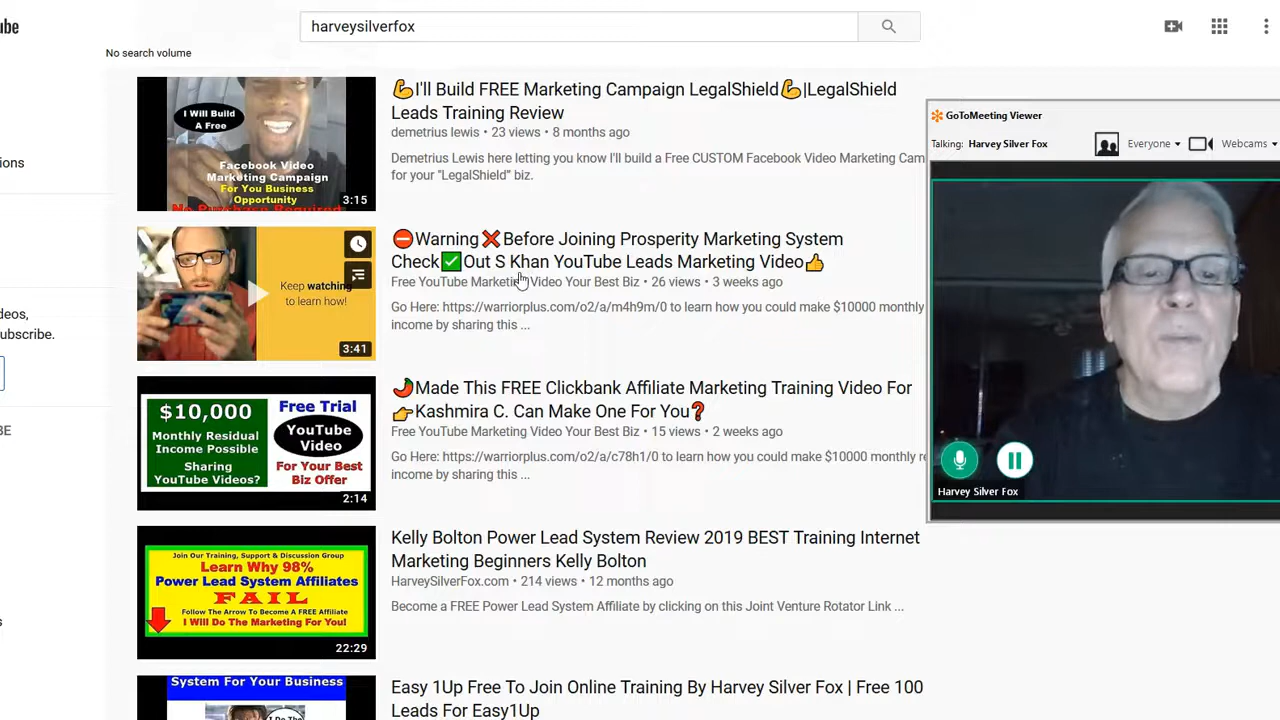 ube
harveysilverfox
No search volume
ions
deos,
ubscribe.
BE
s
I Will Build
A Free
Facebook Video
Marketing Campaign
For You Business
Opportunity
No Purchase Required
3:15
💪I'll Build FREE Marketing Campaign LegalShield💪|LegalShield
Leads Training Review
demetrius lewis • 23 views • 8 months ago
Demetrius Lewis here letting you know I'll build a Free CUSTOM Facebook Video Marketing Cam
for your "LegalShield" biz.
Keep watching
to learn how!
3:41
⛔Warning❌Before Joining Prosperity Marketing System
Check✅Out S Khan YouTube Leads Marketing Video👍
Free YouTube Marketing Video Your Best Biz • 26 views • 3 weeks ago
Go Here: https://warriorplus.com/o2/a/m4h9m/0 to learn how you could make $10000 monthly
income by sharing this ...
$10,000
Monthly Residual
Income Possible
Sharing
YouTube Videos?
Free Trial
YouTube
Video
For Your Best
Biz Offer
2:14
🌶Made This FREE Clickbank Affiliate Marketing Training Video For
👉Kashmira C. Can Make One For You❓
Free YouTube Marketing Video Your Best Biz • 15 views • 2 weeks ago
Go Here: https://warriorplus.com/o2/a/c78h1/0 to learn how you could make $10000 monthly r
income by sharing this ...
Join Our Training, Support & Discussion Group
Learn Why 98%
Power Lead System Affiliates
FAIL
Follow The Arrow To Become A FREE Affiliate
I Will Do The Marketing For You!
22:29
Kelly Bolton Power Lead System Review 2019 BEST Training Internet
Marketing Beginners Kelly Bolton
HarveySilverFox.com • 214 views • 12 months ago
Become a FREE Power Lead System Affiliate by clicking on this Joint Venture Rotator Link ...
System For Your Business
I Do The
Easy 1Up Free To Join Online Training By Harvey Silver Fox | Free 100
Leads For Easy1Up
GoToMeeting Viewer
Talking: Harvey Silver Fox
Everyone
Webcams
Harvey Silver Fox